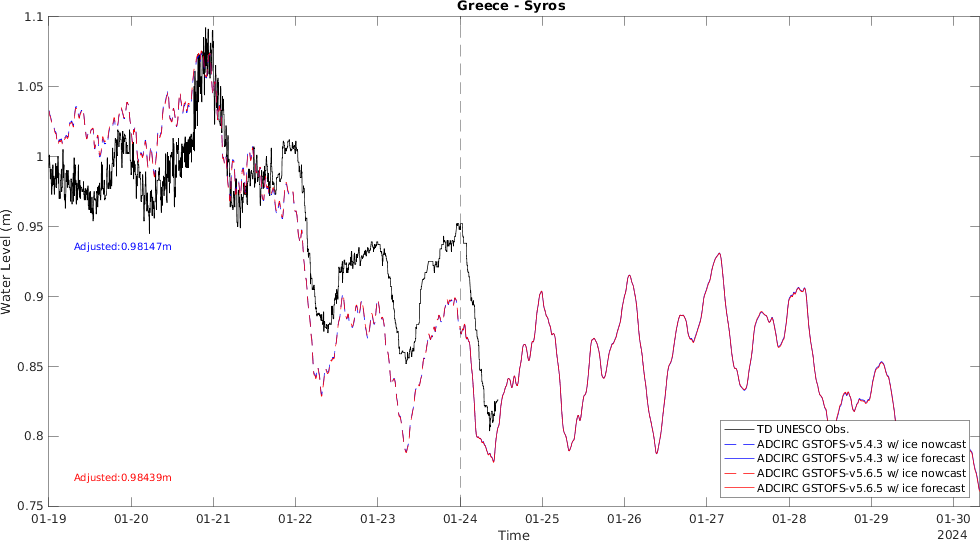 Greece - Syros
1.1
1.05
1
0.95
0.9
0.85
0.8
0.75
Water Level (m)
Adjusted:0.98147m
Adjusted:0.98439m
TD UNESCO Obs.
ADCIRC GSTOFS-v5.4.3 w/ ice nowcast
ADCIRC GSTOFS-v5.4.3 w/ ice forecast
ADCIRC GSTOFS-v5.6.5 w/ ice nowcast
ADCIRC GSTOFS-v5.6.5 w/ ice forecast
01-19 01-20 01-21 01-22 01-23 01-24 01-25 01-26 01-27 01-28 01-29 01-30
Time
2024